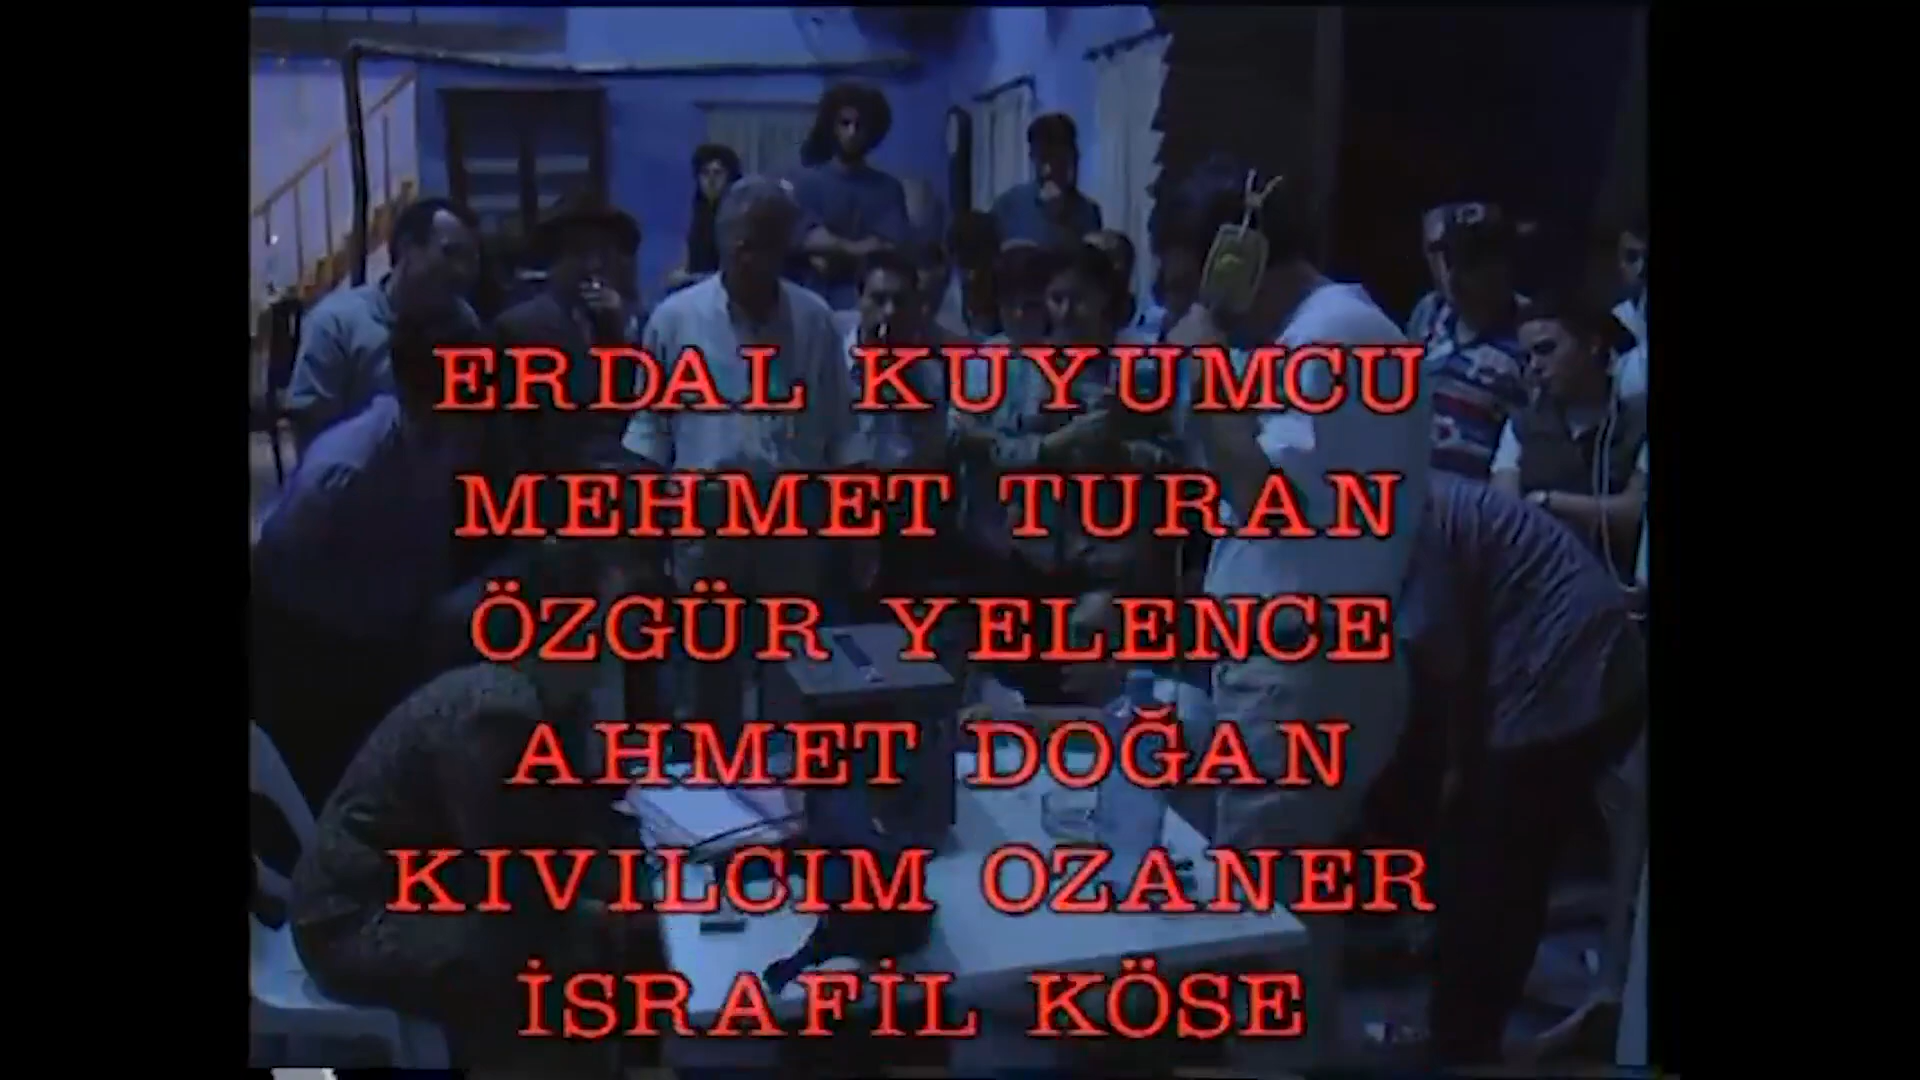 ERDAL KUYUMCU
MEHMET TURAN
ÖZGÜR YELENCE
AHMET DOĞAN
KIVILCIM OZANER
İSRAFİL KÖSE